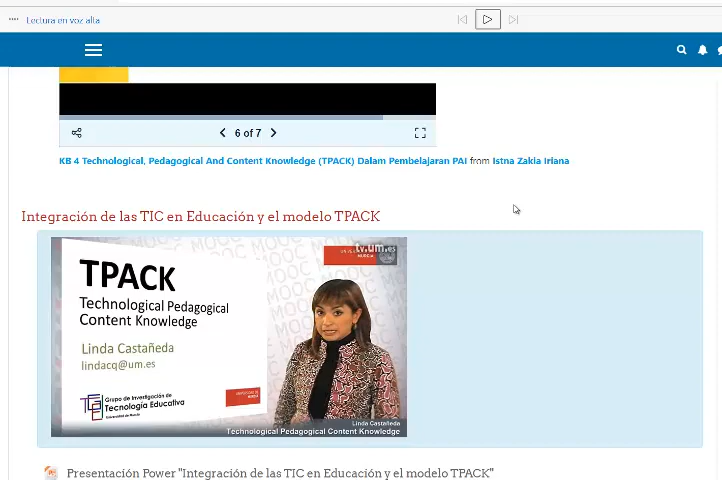 Lectura en voz alta
6 of 7
KB 4 Technological, Pedagogical And Content Knowledge (TPACK) Dalam Pembelajaran PAI from Istna Zakia Iriana
Integración de las TIC en Educación y el modelo TPACK
tv.um.es
TPACK
Technological Pedagogical
Content Knowledge
Linda Castañeda
lindacq@um.es
Grupo de Investigación de
Tecnología Educativa
Universidad de Murcia
Linda Castañeda
Technological Pedagogical Content Knowledge
Presentación Power "Integración de las TIC en Educación y el modelo TPACK"